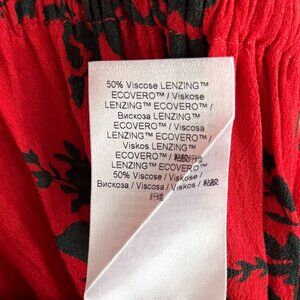 50% Viscose LENZING™
ECOVERO™ / Viskose
LENZING™ ECOVERO™ /
Вискоза LENZING™
ECOVERO™ / Viscosa
LENZING™ ECOVERO™ /
Viskos LENZING™
ECOVERO™ / 粘胶纤维
LENZING™ ECOVERO™
50% Viscose / Viskose /
Вискоза / Viscosa / Viskos / 粘胶
纤维